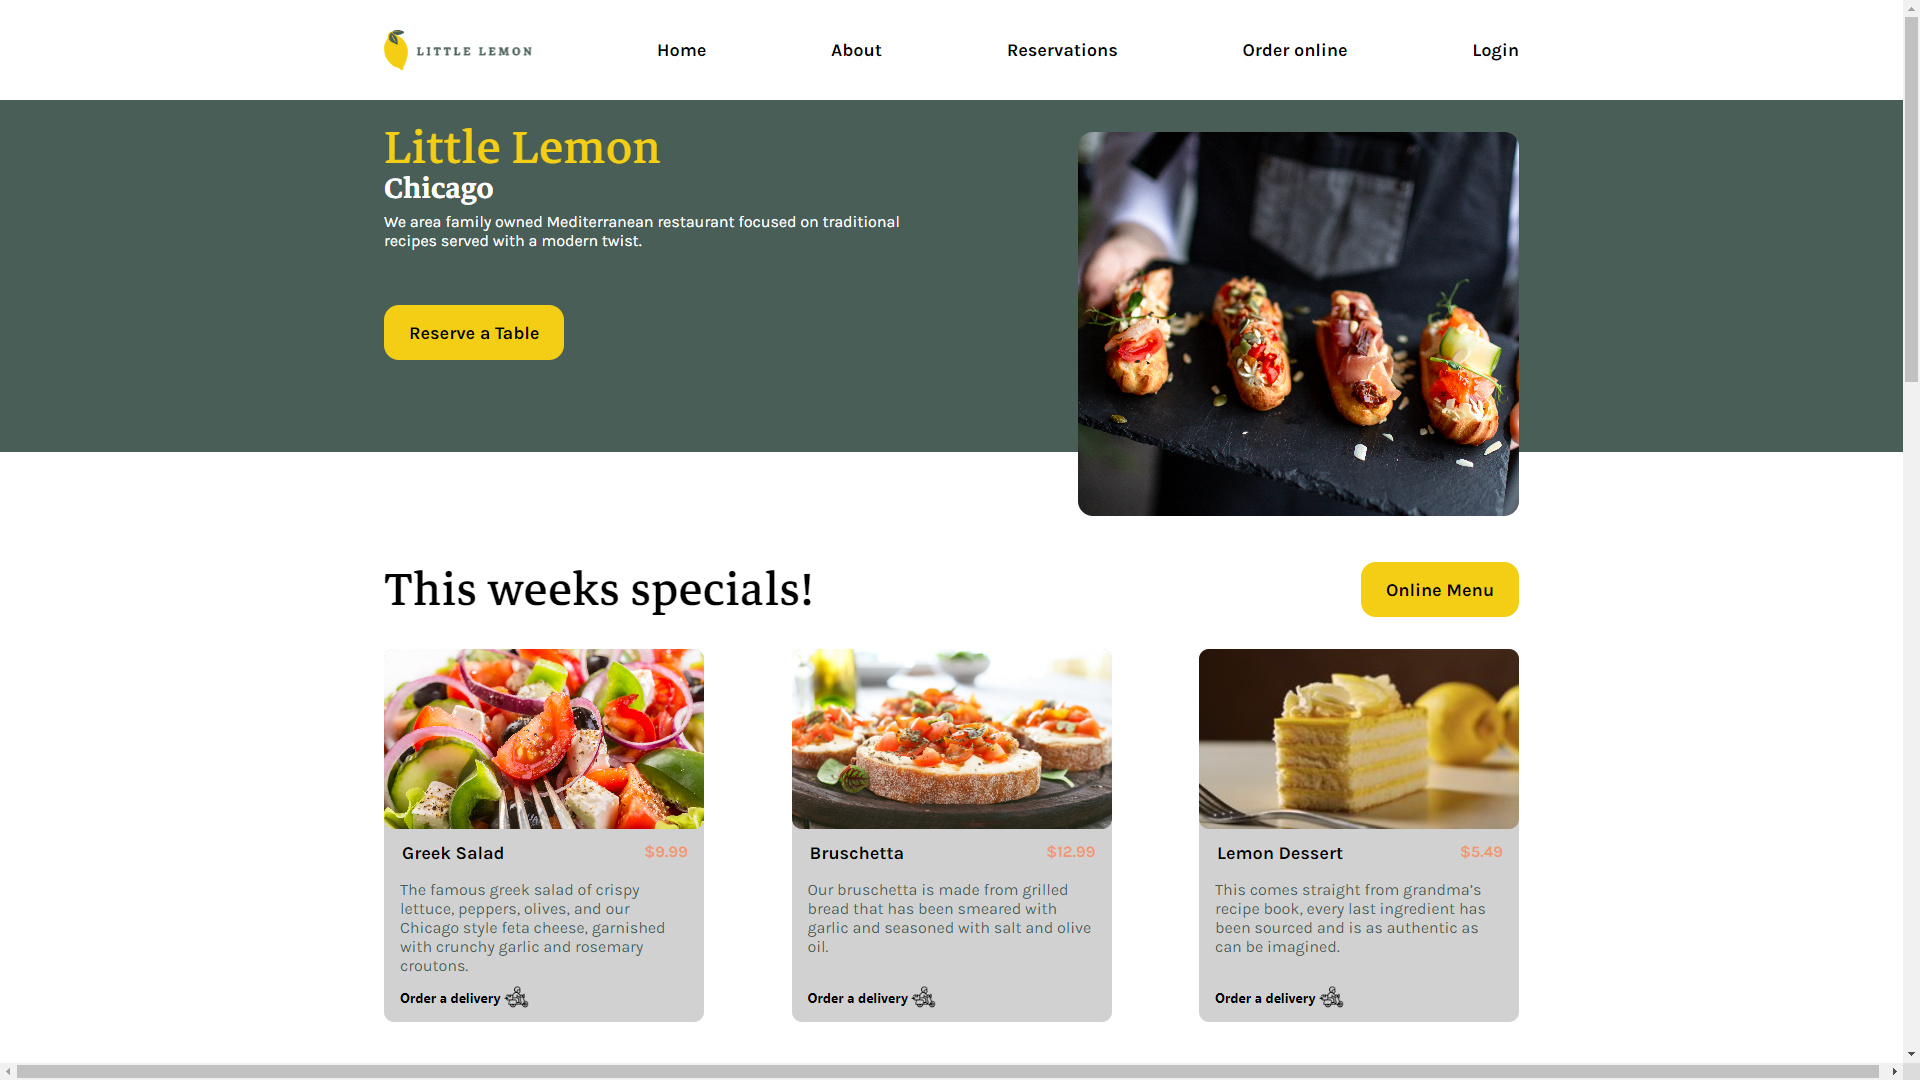 LITTLE LEMON
Home
About
Reservations
Order online
Login
Little Lemon
Chicago
We area family owned Mediterranean restaurant focused on traditional
recipes served with a modern twist.
Reserve a Table
This weeks specials!
Online Menu
Greek Salad
$9.99
The famous greek salad of crispy
lettuce, peppers, olives, and our
Chicago style feta cheese, garnished
with crunchy garlic and rosemary
croutons.
Order a delivery
Bruschetta
$12.99
Our bruschetta is made from grilled
bread that has been smeared with
garlic and seasoned with salt and olive
oil.
Order a delivery
Lemon Dessert
$5.49
This comes straight from grandma's
recipe book, every last ingredient has
been sourced and is as authentic as
can be imagined.
Order a delivery